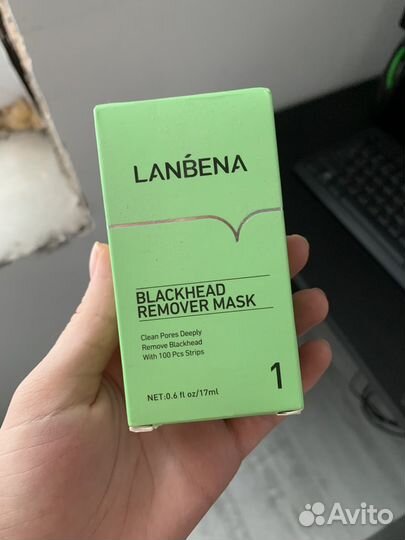 LANBENA
BLACKHEAD
REMOVER MASK
Clean Pores Deeply
Remove Blackhead
With 100 Pcs Strips
1
NET:0.6 fl oz/17ml
Avito